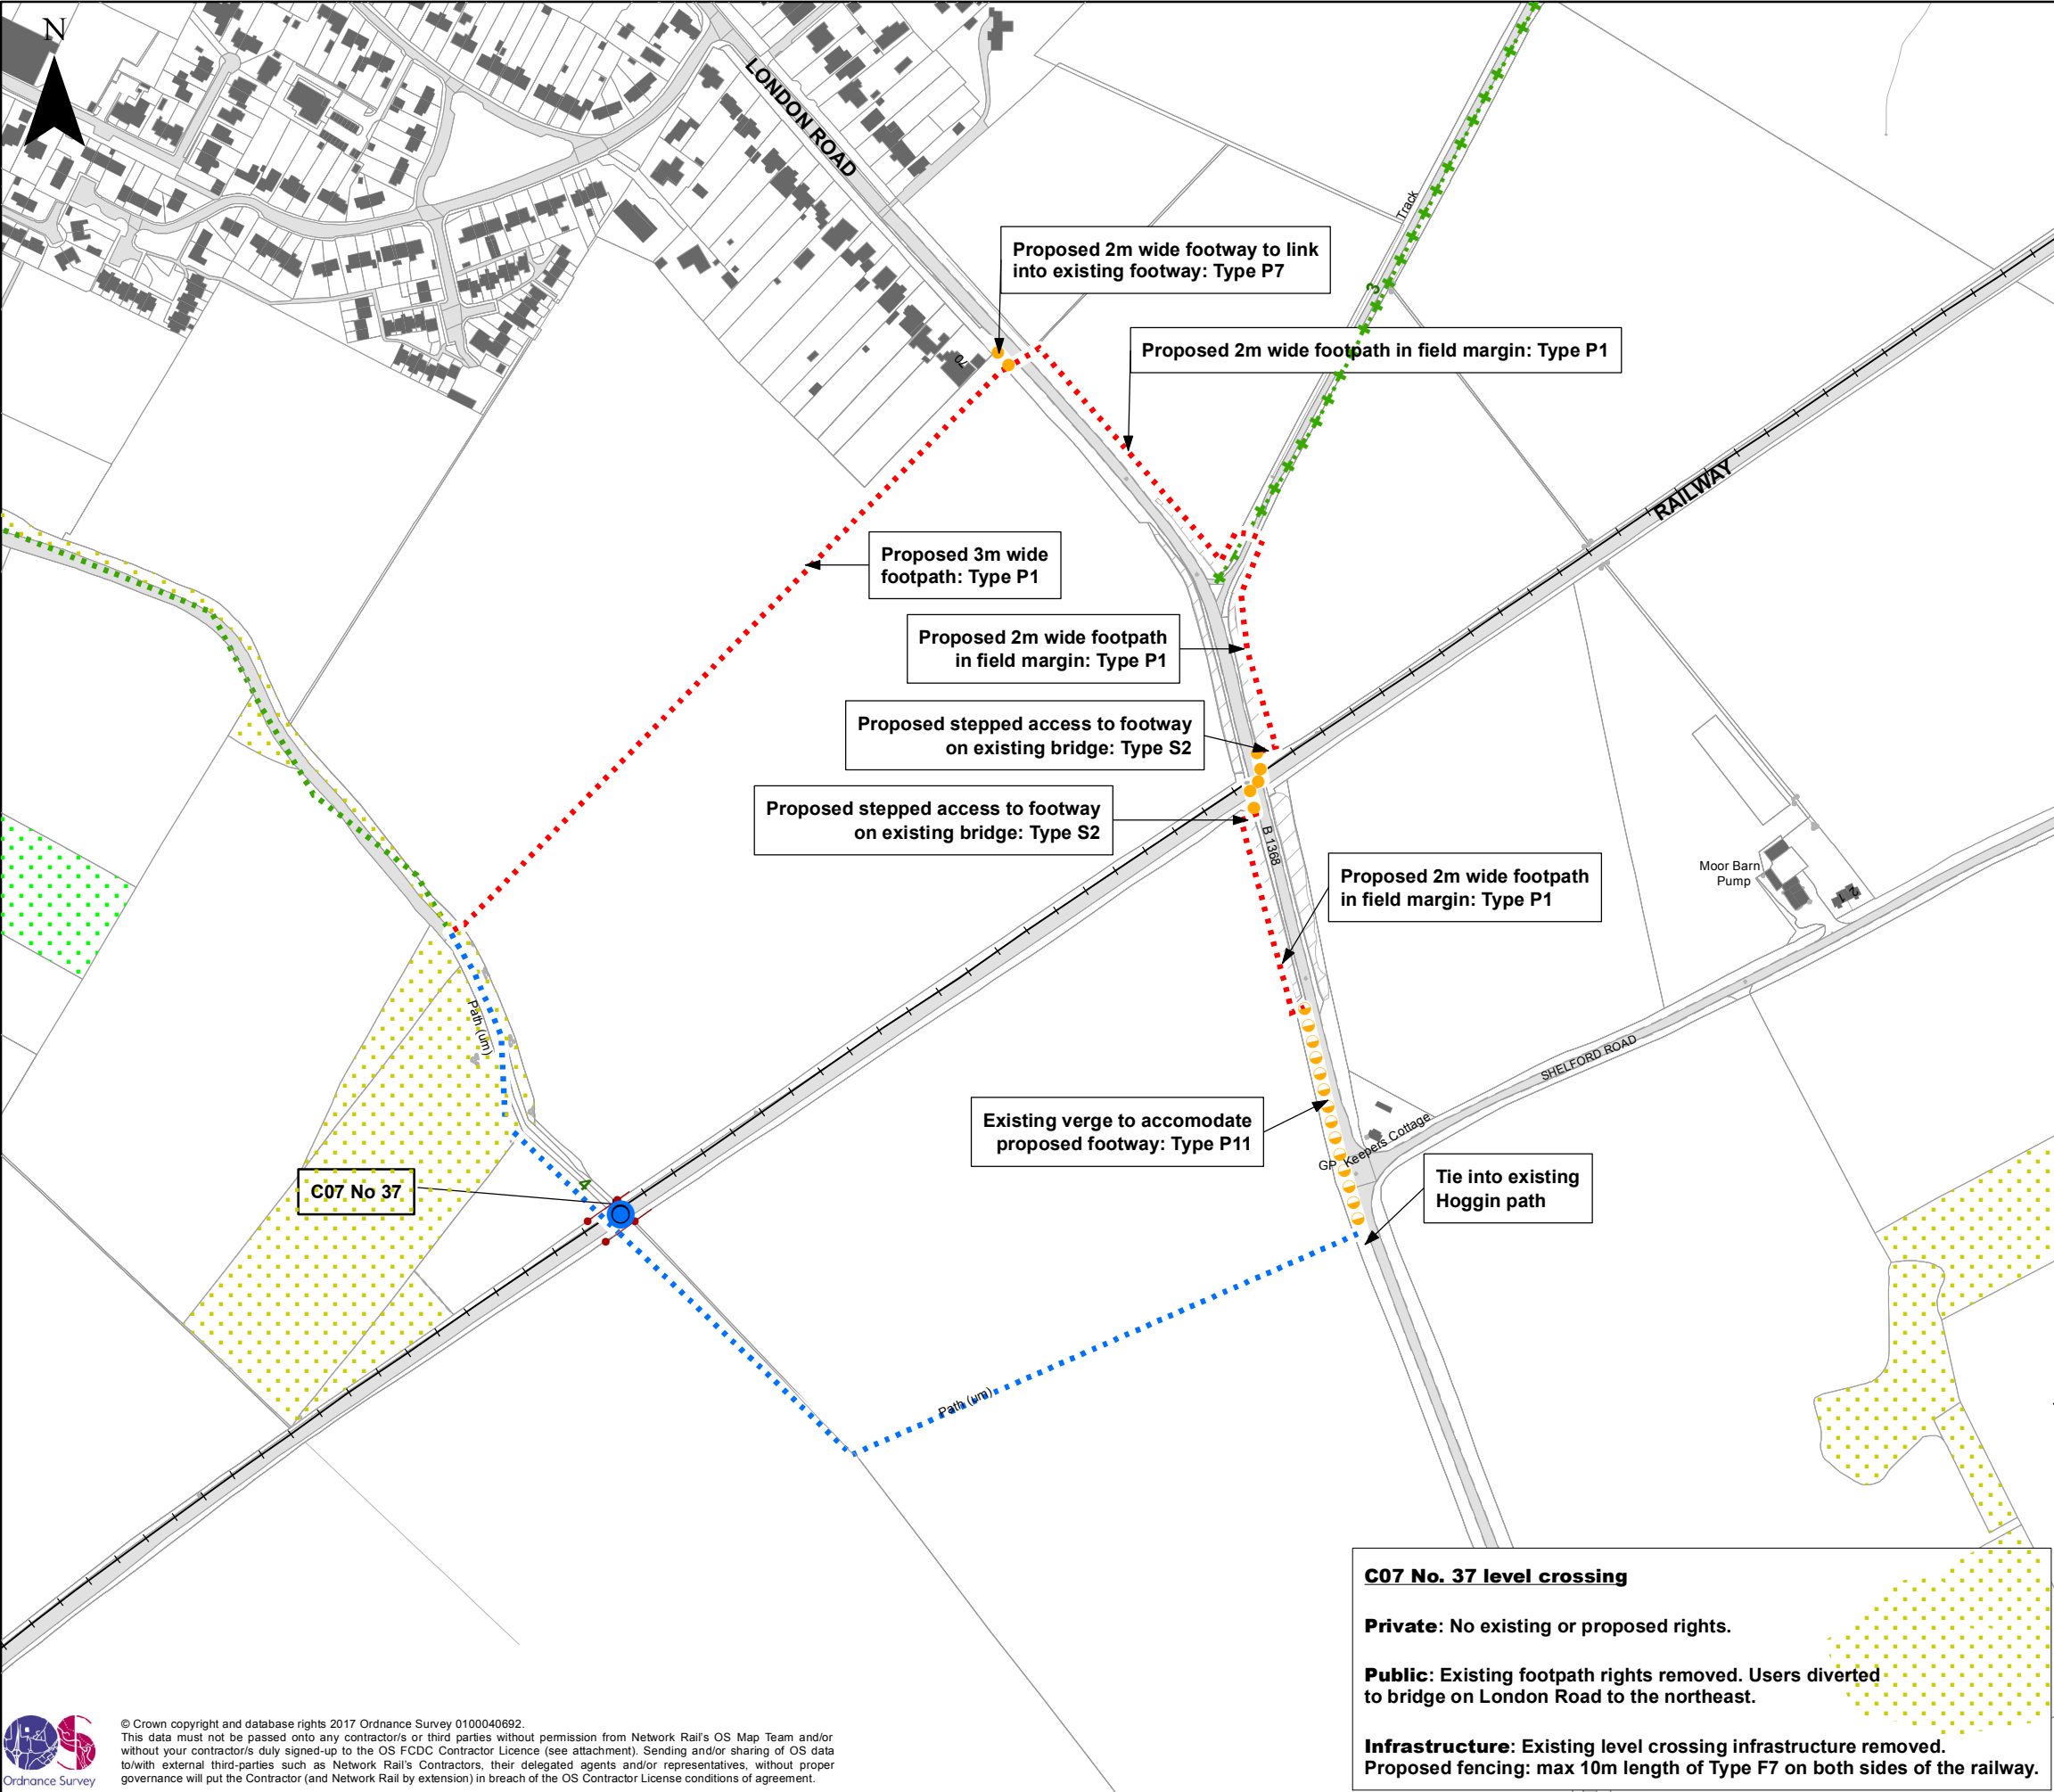 N
LONDON ROAD
Track
Proposed 2m wide footway to link
into existing footway: Type P7
3
Proposed 2m wide footpath in field margin: Type P1
70
RAILWAY
Proposed 3m wide
footpath: Type P1
Proposed 2m wide footpath
in field margin: Type P1
Proposed stepped access to footway
on existing bridge: Type S2
Proposed stepped access to footway
on existing bridge: Type S2
B 1368
Proposed 2m wide footpath
in field margin: Type P1
Moor Barn
Pump
1
2
Path (um)
SHELFORD ROAD
Existing verge to accomodate
proposed footway: Type P11
Keepers Cottage
GP
Tie into existing
Hoggin path
C07 No 37
4
Path (um)
C07 No. 37 level crossing
Private: No existing or proposed rights.
Public: Existing footpath rights removed. Users diverted
to bridge on London Road to the northeast.
Infrastructure: Existing level crossing infrastructure removed.
Proposed fencing: max 10m length of Type F7 on both sides of the railway.
OS
Ordnance Survey
© Crown copyright and database rights 2017 Ordnance Survey 0100040692.
This data must not be passed onto any contractor/s or third parties without permission from Network Rail's OS Map Team and/or
without your contractor/s duly signed-up to the OS FCDC Contractor Licence (see attachment). Sending and/or sharing of OS data
to/with external third-parties such as Network Rail's Contractors, their delegated agents and/or representatives, without proper
governance will put the Contractor (and Network Rail by extension) in breach of the OS Contractor License conditions of agreement.